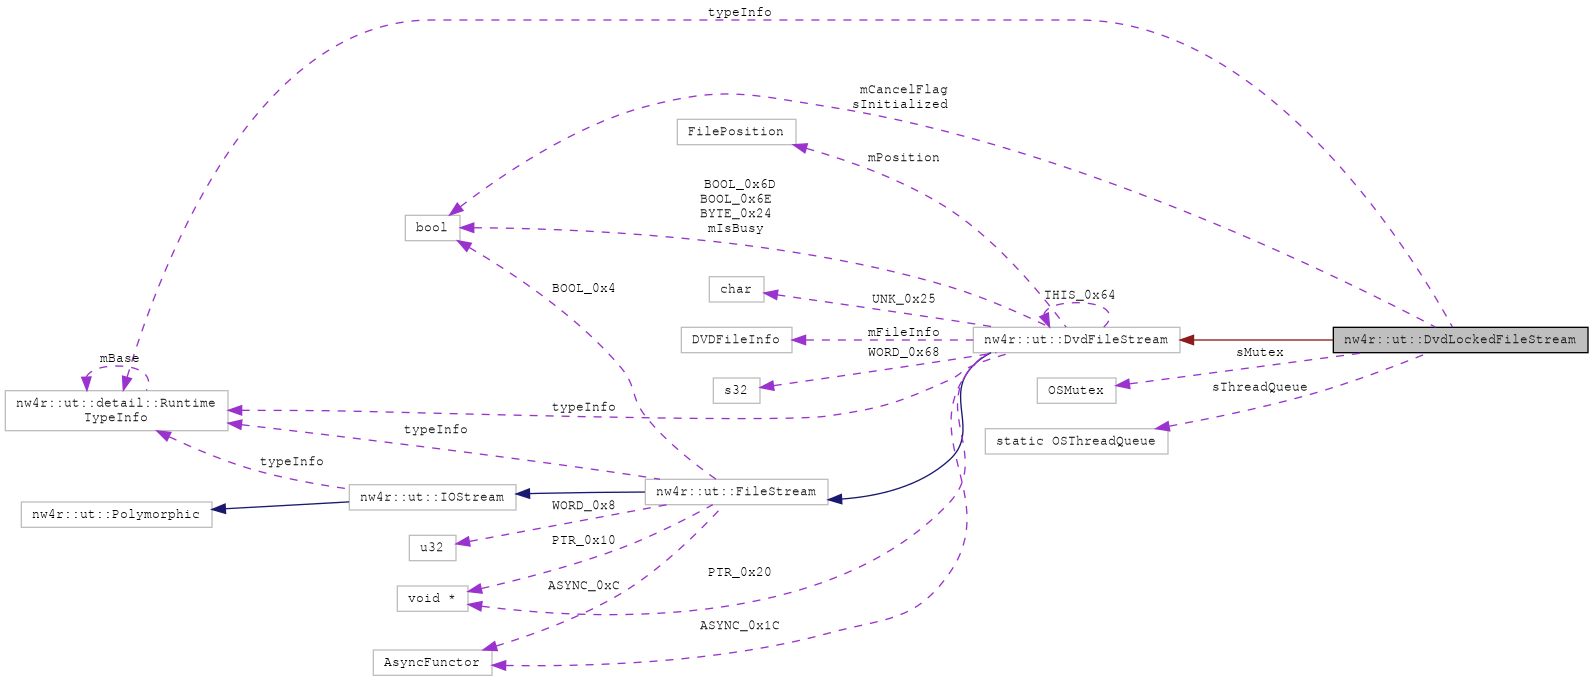 typeInfo
mCancelFlag
sInitialized
FilePosition
mPosition
BOOL_0x6D
BOOL_0x6E
BYTE_0x24
mIsBusy
bool
char
UNK_0x25
THIS_0x64
BOOL_0x4
DVDFileInfo
mFileInfo
nw4r::ut::DvdFileStream
nw4r::ut::DvdLockedFileStream
WORD_0x68
sMutex
mBase
s32
OSMutex
sThreadQueue
nw4r::ut::detail::Runtime
TypeInfo
typeInfo
typeInfo
static OSThreadQueue
typeInfo
nw4r::ut::IOStream
nw4r::ut::FileStream
nw4r::ut::Polymorphic
WORD_0x8
u32
PTR_0x10
PTR_0x20
ASYNC_0xC
void *
ASYNC_0x1C
AsyncFunctor